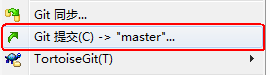 Git 同步...
Git 提交(C) -> "master"...
TortoiseGit(T)